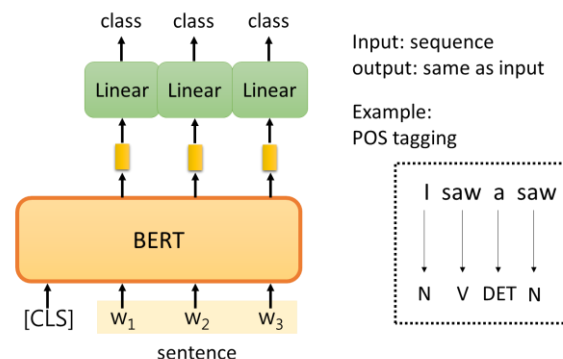 class class class
Linear Linear Linear
BERT
[CLS] w1 w2 w3
sentence
Input: sequence
output: same as input
Example:
POS tagging
I saw a saw
N V DET N